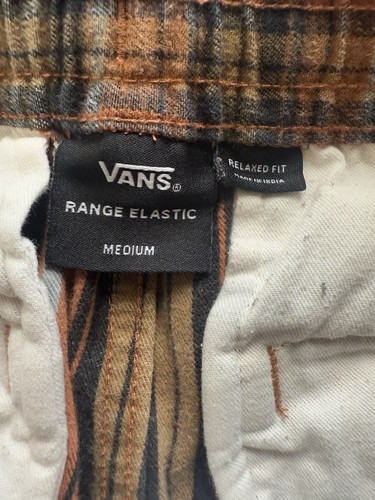 VANS®
RANGE ELASTIC
MEDIUM
RELAXED FIT
MADE IN INDIA